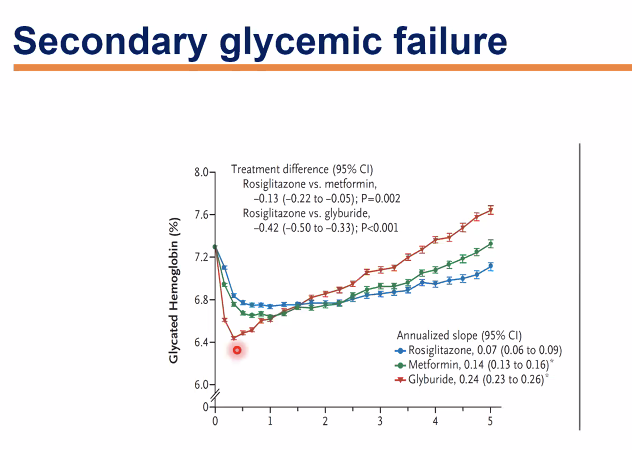 Secondary glycemic failure
Treatment difference (95% CI)
Rosiglitazone vs. metformin,
−0.13 (−0.22 to −0.05); P=0.002
Rosiglitazone vs. glyburide,
−0.42 (−0.50 to −0.33); P<0.001
Glycated Hemoglobin (%)
8.0
7.6
7.2
6.8
6.4
6.0
0
Annualized slope (95% CI)
Rosiglitazone, 0.07 (0.06 to 0.09)
Metformin, 0.14 (0.13 to 0.16)*
Glyburide, 0.24 (0.23 to 0.26)*
0 1 2 3 4 5